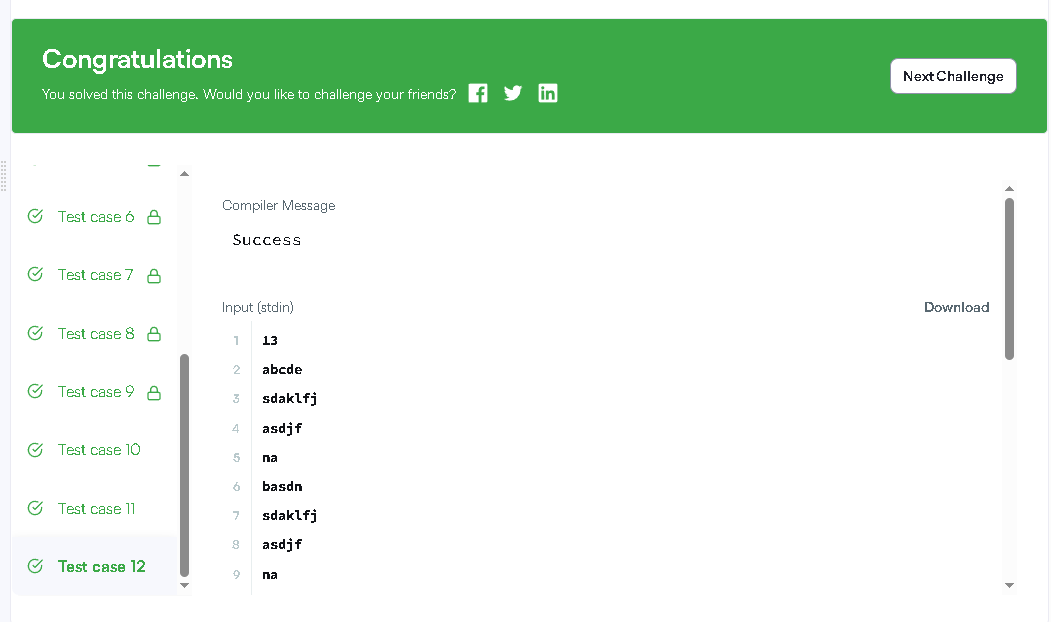 Congratulations
You solved this challenge. Would you like to challenge your friends?
Next Challenge
Test case 6
Test case 7
Test case 8
Test case 9
Test case 10
Test case 11
Test case 12
Compiler Message
Success
Input (stdin)
Download
1 13
2 abcde
3 sdaklfj
4 asdjf
5 na
6 basdn
7 sdaklfj
8 asdjf
9 na